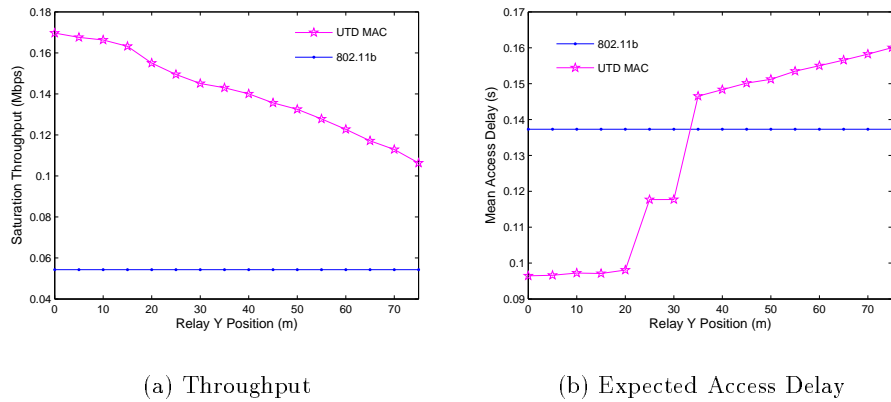 0.18
0.16
0.14
0.12
0.1
0.08
0.06
0.04
0 10 20 30 40 50 60 70
Saturation Throughput (Mbps)
Relay Y Position (m)
UTD MAC
802.11b
(a) Throughput
0.17
0.16
0.15
0.14
0.13
0.12
0.11
0.1
0.09
0 10 20 30 40 50 60 70
Mean Access Delay (s)
Relay Y Position (m)
802.11b
UTD MAC
(b) Expected Access Delay